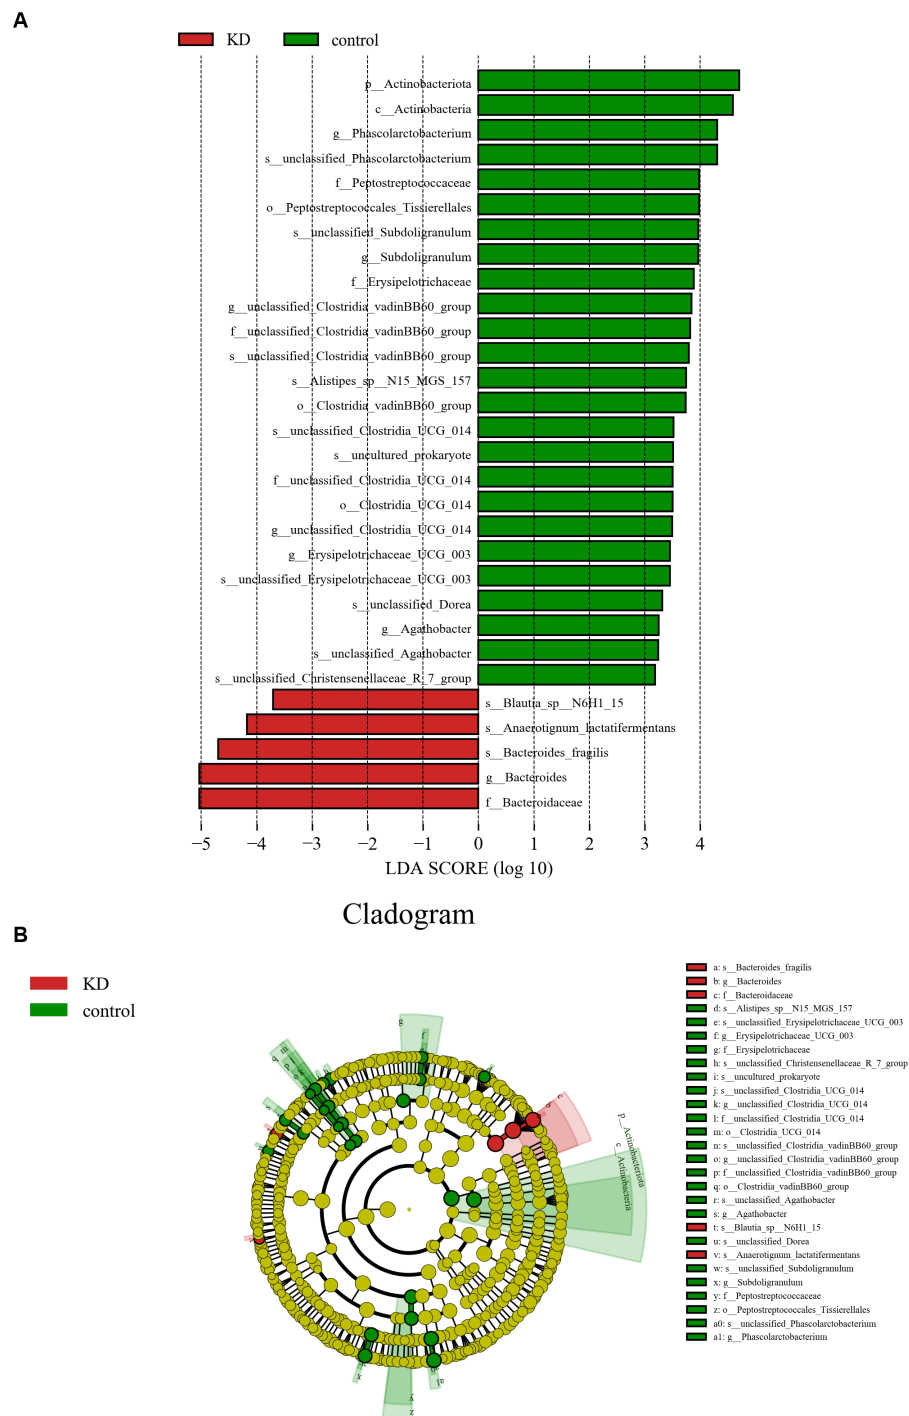 A
KD control
p__Actinobacteriota
c__Actinobacteria
g__Phascolarctobacterium
s__unclassified_Phascolarctobacterium
f__Peptostreptococcaceae
o__Peptostreptococcales_Tissierellales
s__unclassified_Subdoligranulum
g__Subdoligranulum
f__Erysipelotrichaceae
g__unclassified_Clostridia_vadinBB60_group
f__unclassified_Clostridia_vadinBB60_group
s__unclassified_Clostridia_vadinBB60_group
s__Alistipes_sp__N15_MGS_157
o__Clostridia_vadinBB60_group
s__unclassified_Clostridia_UCG_014
s__uncultured_prokaryote
f__unclassified_Clostridia_UCG_014
o__Clostridia_UCG_014
g__unclassified_Clostridia_UCG_014
g__Erysipelotrichaceae_UCG_003
s__unclassified_Erysipelotrichaceae_UCG_003
s__unclassified_Dorea
g__Agathobacter
s__unclassified_Agathobacter
s__unclassified_Christensenellaceae_R_7_group
s__Blautia_sp__N6H1_15
s__Anaerotignum_lactatifermentans
s__Bacteroides_fragilis
g__Bacteroides
f__Bacteroidaceae
−5 −4 −3 −2 −1 0 1 2 3 4
LDA SCORE (log 10)
Cladogram
B
KD
control
p__Actinobacteriota
c__Actinobacteria
g
f
m
q
s
c
b
k
y
z
a: s__Bacteroides_fragilis
b: g__Bacteroides
c: f__Bacteroidaceae
d: s__Alistipes_sp__N15_MGS_157
e: s__unclassified_Erysipelotrichaceae_UCG_003
f: g__Erysipelotrichaceae_UCG_003
g: f__Erysipelotrichaceae
h: s__unclassified_Christensenellaceae_R_7_group
i: s__uncultured_prokaryote
j: s__unclassified_Clostridia_UCG_014
k: g__unclassified_Clostridia_UCG_014
l: f__unclassified_Clostridia_UCG_014
m: o__Clostridia_UCG_014
n: s__unclassified_Clostridia_vadinBB60_group
o: g__unclassified_Clostridia_vadinBB60_group
p: f__unclassified_Clostridia_vadinBB60_group
q: o__Clostridia_vadinBB60_group
r: s__unclassified_Agathobacter
s: g__Agathobacter
t: s__Blautia_sp__N6H1_15
u: s__unclassified_Dorea
v: s__Anaerotignum_lactatifermentans
w: s__unclassified_Subdoligranulum
x: g__Subdoligranulum
y: f__Peptostreptococcaceae
z: o__Peptostreptococcales_Tissierellales
a0: s__unclassified_Phascolarctobacterium
a1: g__Phascolarctobacterium